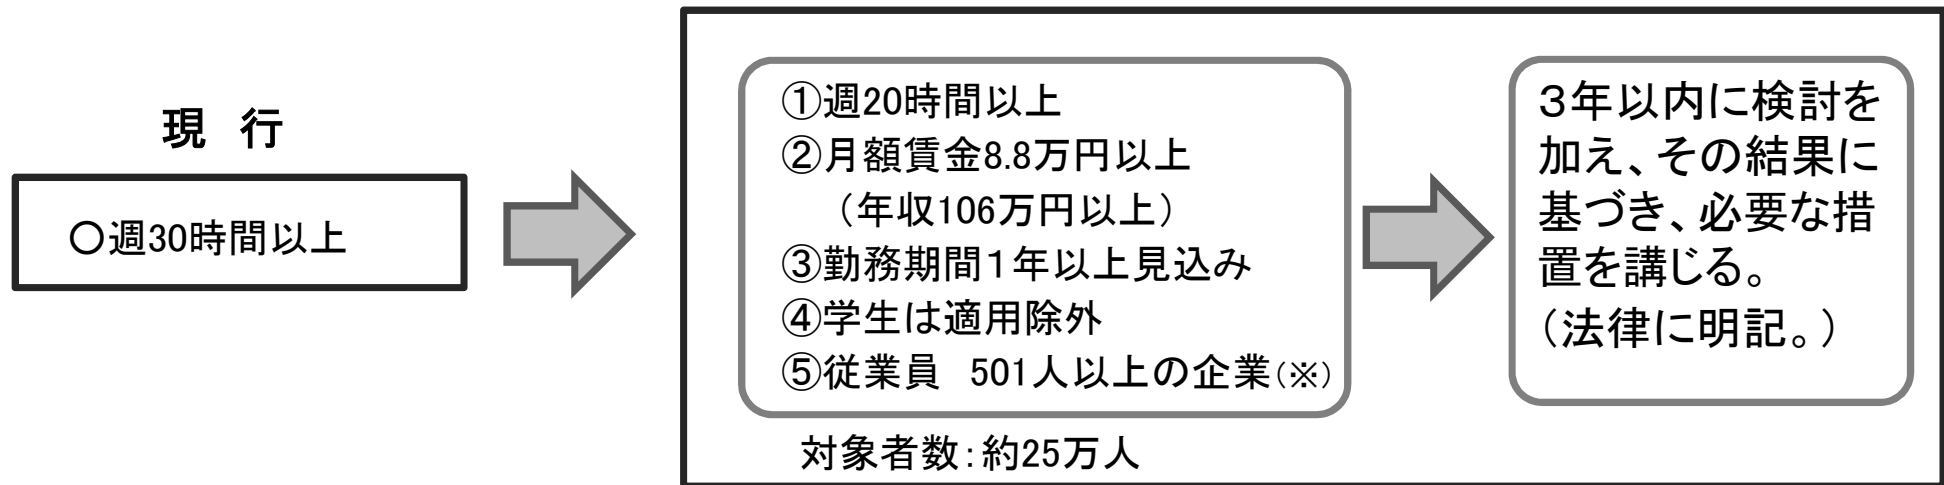 現 行
○週30時間以上
①週20時間以上
②月額賃金8.8万円以上
（年収106万円以上）
③勤務期間１年以上見込み
④学生は適用除外
⑤従業員 501人以上の企業(※)
対象者数：約25万人
３年以内に検討を
加え、その結果に
基づき、必要な措
置を講じる。
（法律に明記。）